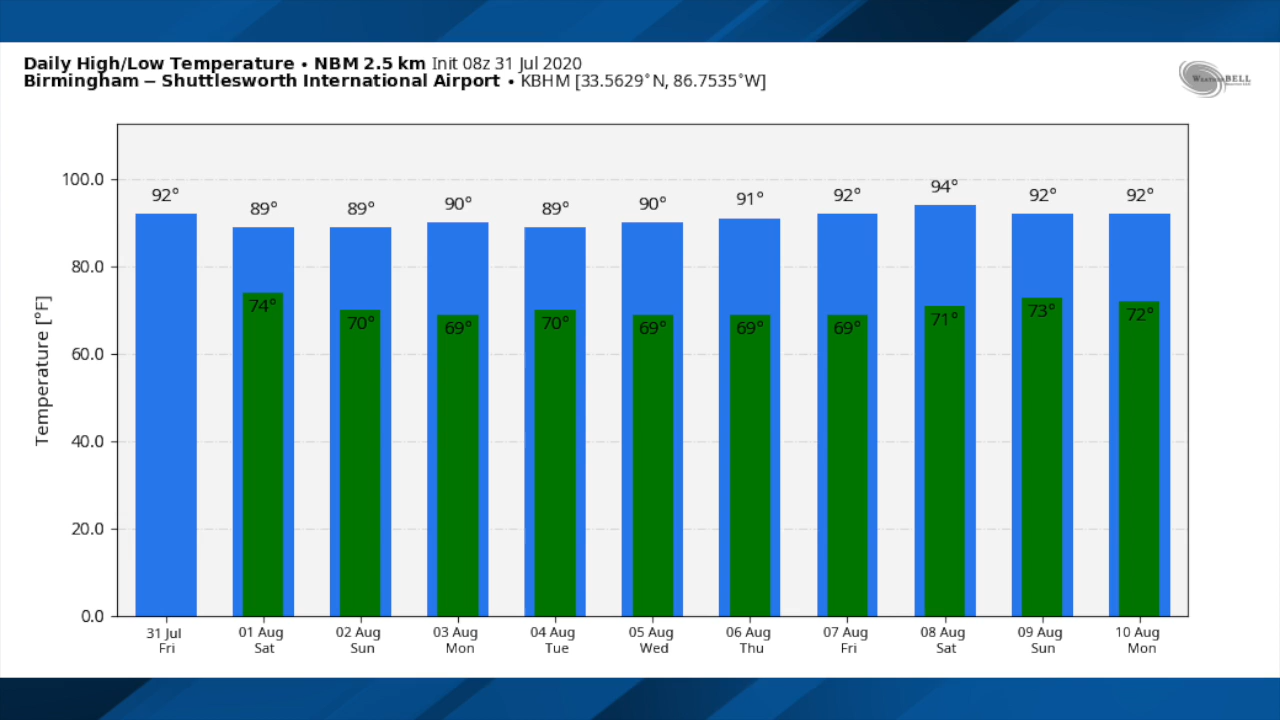 Daily High/Low Temperature • NBM 2.5 km Init 08z 31 Jul 2020
Birmingham – Shuttlesworth International Airport • KBHM [33.5629°N, 86.7535°W]
WeatherBELL
Temperature [°F]
100.0
80.0
60.0
40.0
20.0
0.0
92° 89° 89° 90° 89° 90° 91° 92° 94° 92° 92°
74° 70° 69° 70° 69° 69° 69° 71° 73° 72°
31 Jul 01 Aug 02 Aug 03 Aug 04 Aug 05 Aug 06 Aug 07 Aug 08 Aug 09 Aug 10 Aug
Fri Sat Sun Mon Tue Wed Thu Fri Sat Sun Mon